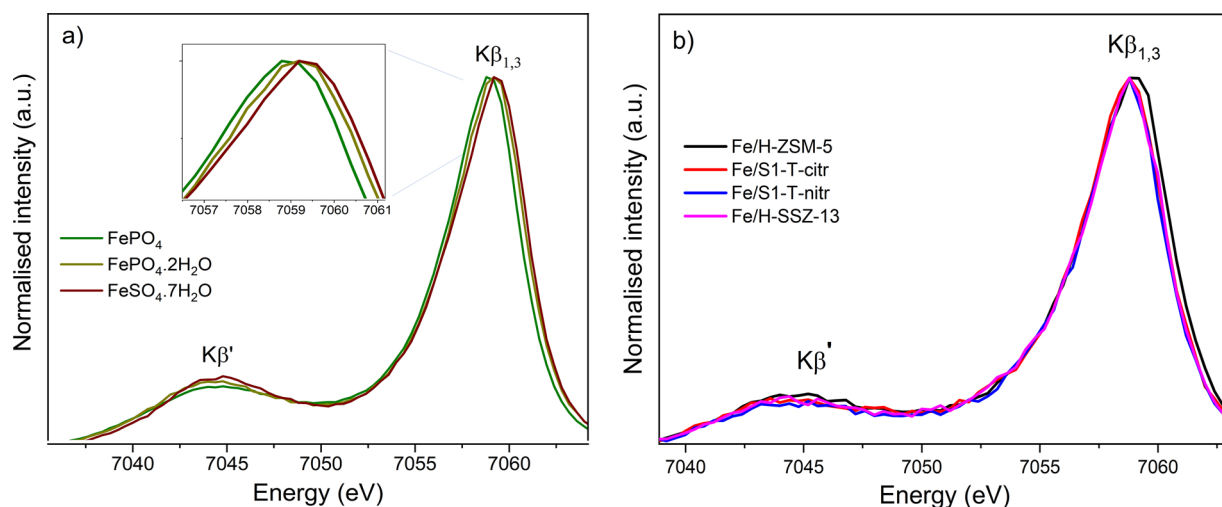 a)
Kβ1,3
7057 7058 7059 7060 7061
FePO4
FePO4.2H2O
FeSO4.7H2O
Kβ'
Normalised intensity (a.u.)
7040 7045 7050 7055 7060
Energy (eV)
b)
Kβ1,3
Fe/H-ZSM-5
Fe/S1-T-citr
Fe/S1-T-nitr
Fe/H-SSZ-13
Kβ'
Normalised intensity (a.u.)
7040 7045 7050 7055 7060
Energy (eV)